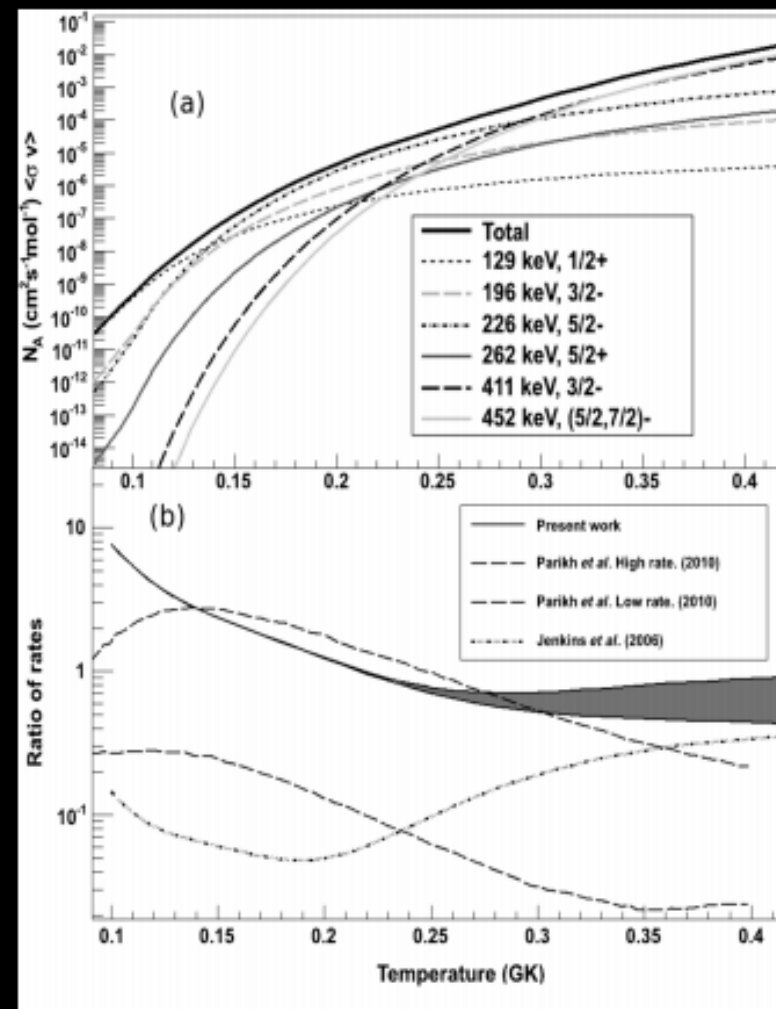 10⁻¹
10⁻²
10⁻³
10⁻⁴
10⁻⁵
10⁻⁶
10⁻⁷
10⁻⁸
10⁻⁹
10⁻¹⁰
10⁻¹¹
10⁻¹²
10⁻¹³
10⁻¹⁴
N_A (cm²s⁻¹mol⁻¹) <σ v>
(a)
Total
129 keV, 1/2+
196 keV, 3/2-
226 keV, 5/2-
262 keV, 5/2+
411 keV, 3/2-
452 keV, (5/2,7/2)-
0.1 0.15 0.2 0.25 0.3 0.35 0.4
(b)
10
1
10⁻¹
Ratio of rates
Present work
Parikh et al. High rate. (2010)
Parikh et al. Low rate. (2010)
Jenkins et al. (2006)
0.1 0.15 0.2 0.25 0.3 0.35 0.4
Temperature (GK)